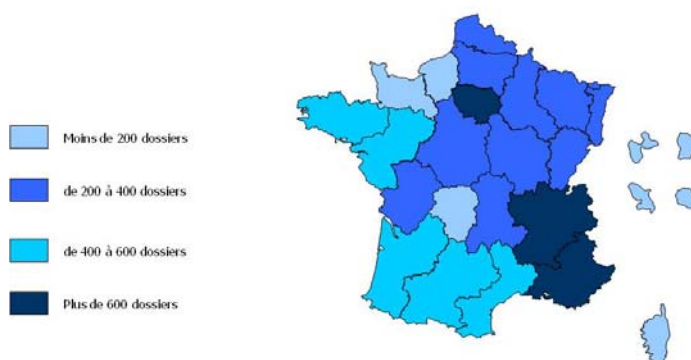 Moins de 200 dossiers
de 200 à 400 dossiers
de 400 à 600 dossiers
Plus de 600 dossiers